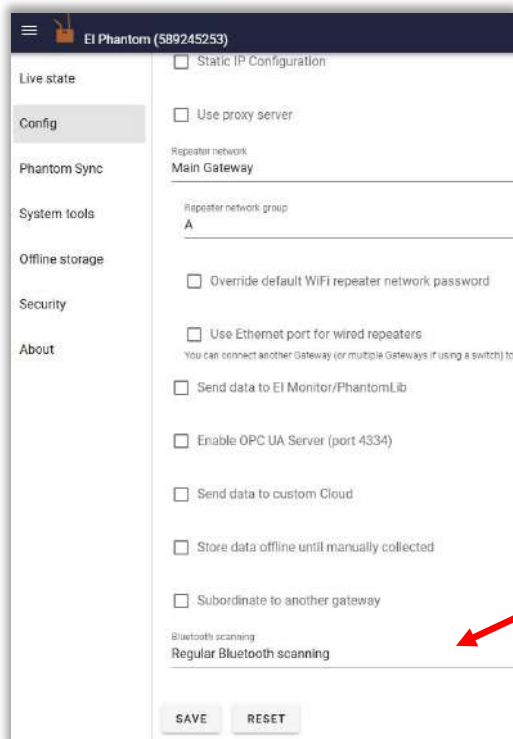 EI Phantom (589245253)
Live state
Config
Phantom Sync
System tools
Offline storage
Security
About
Static IP Configuration
Use proxy server
Repeater network
Main Gateway
Repeater network group
A
Override default WiFi repeater network password
Use Ethernet port for wired repeaters
You can connect another Gateway (or multiple Gateways if using a switch) to
Send data to EI Monitor/PhantomLib
Enable OPC UA Server (port 4334)
Send data to custom Cloud
Store data offline until manually collected
Subordinate to another gateway
Bluetooth scanning
Regular Bluetooth scanning
SAVE RESET